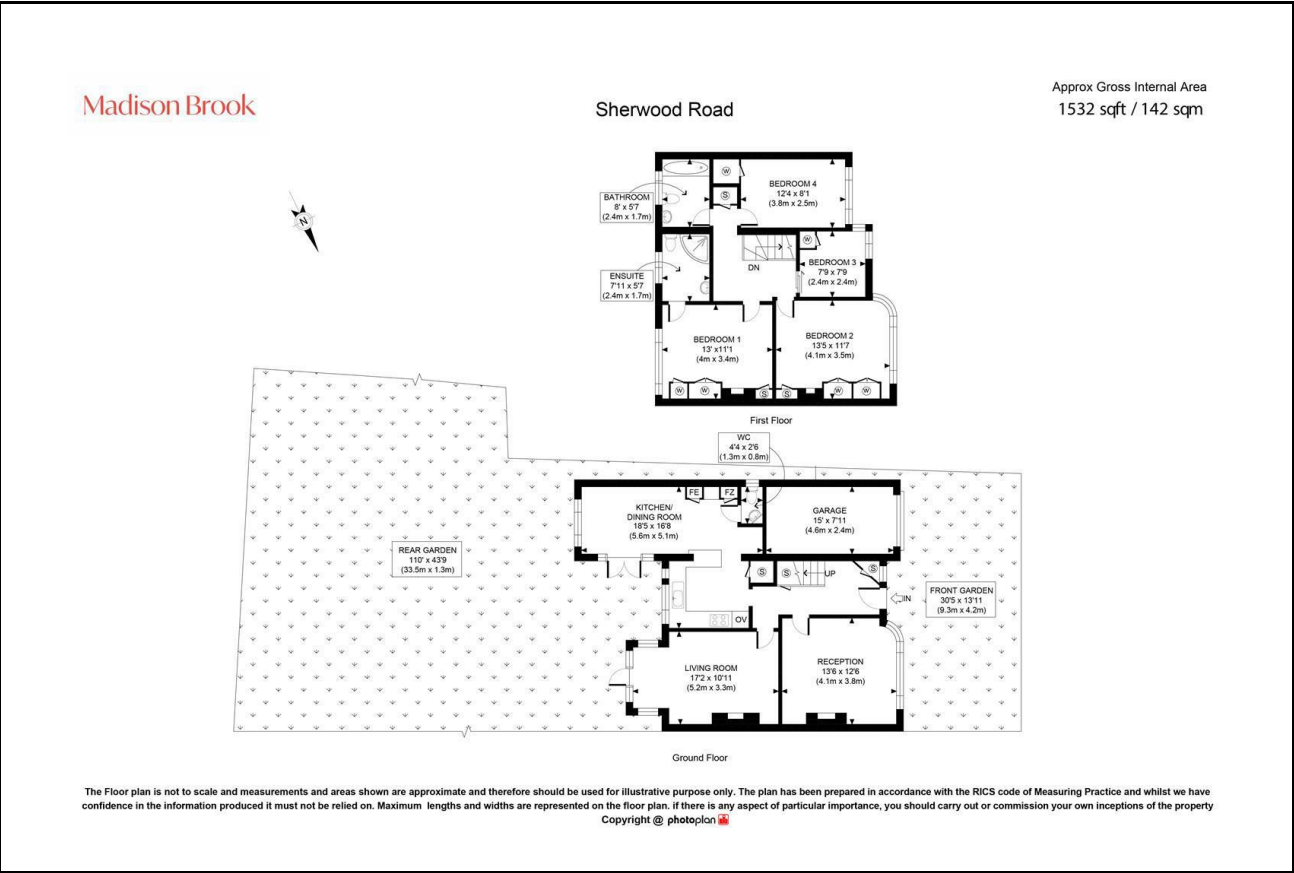 Madison Brook
Sherwood Road
Approx Gross Internal Area
1532 sqft / 142 sqm
N
BATHROOM
8' x 5'7
(2.4m x 1.7m)
W
S
BEDROOM 4
12'4 x 8'1
(3.8m x 2.5m)
ENSUITE
7'11 x 5'7
(2.4m x 1.7m)
DN
W
BEDROOM 3
7'9 x 7'9
(2.4m x 2.4m)
BEDROOM 1
13' x11'1
(4m x 3.4m)
BEDROOM 2
13'5 x 11'7
(4.1m x 3.5m)
W
W
S
S
W
W
First Floor
WC
4'4 x 2'6
(1.3m x 0.8m)
KITCHEN/
DINING ROOM
18'5 x 16'8
(5.6m x 5.1m)
FE
FZ
GARAGE
15' x 7'11
(4.6m x 2.4m)
REAR GARDEN
110' x 43'9
(33.5m x 1.3m)
S
S
UP
S
IN
FRONT GARDEN
30'5 x 13'11
(9.3m x 4.2m)
OV
LIVING ROOM
17'2 x 10'11
(5.2m x 3.3m)
RECEPTION
13'6 x 12'6
(4.1m x 3.8m)
Ground Floor
The Floor plan is not to scale and measurements and areas shown are approximate and therefore should be used for illustrative purpose only. The plan has been prepared in accordance with the RICS code of Measuring Practice and whilst we have
confidence in the information produced it must not be relied on. Maximum lengths and widths are represented on the floor plan. if there is any aspect of particular importance, you should carry out or commission your own inceptions of the property
Copyright @ photoplan